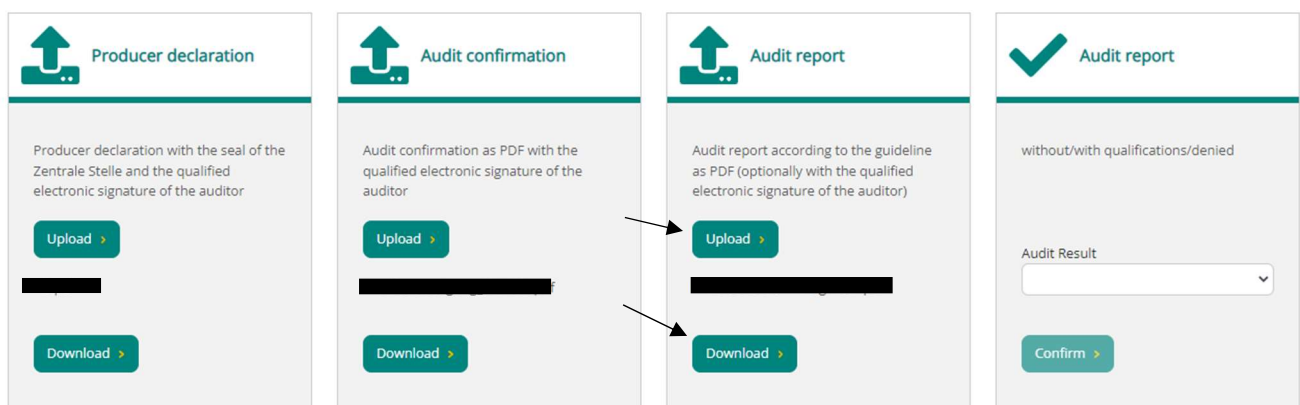 Producer declaration
Producer declaration with the seal of the
Zentrale Stelle and the qualified
electronic signature of the auditor
Upload ›
Download ›
Audit confirmation
Audit confirmation as PDF with the
qualified electronic signature of the
auditor
Upload ›
Download ›
Audit report
Audit report according to the guideline
as PDF (optionally with the qualified
electronic signature of the auditor)
Upload ›
Download ›
Audit report
without/with qualifications/denied
Audit Result
Confirm ›